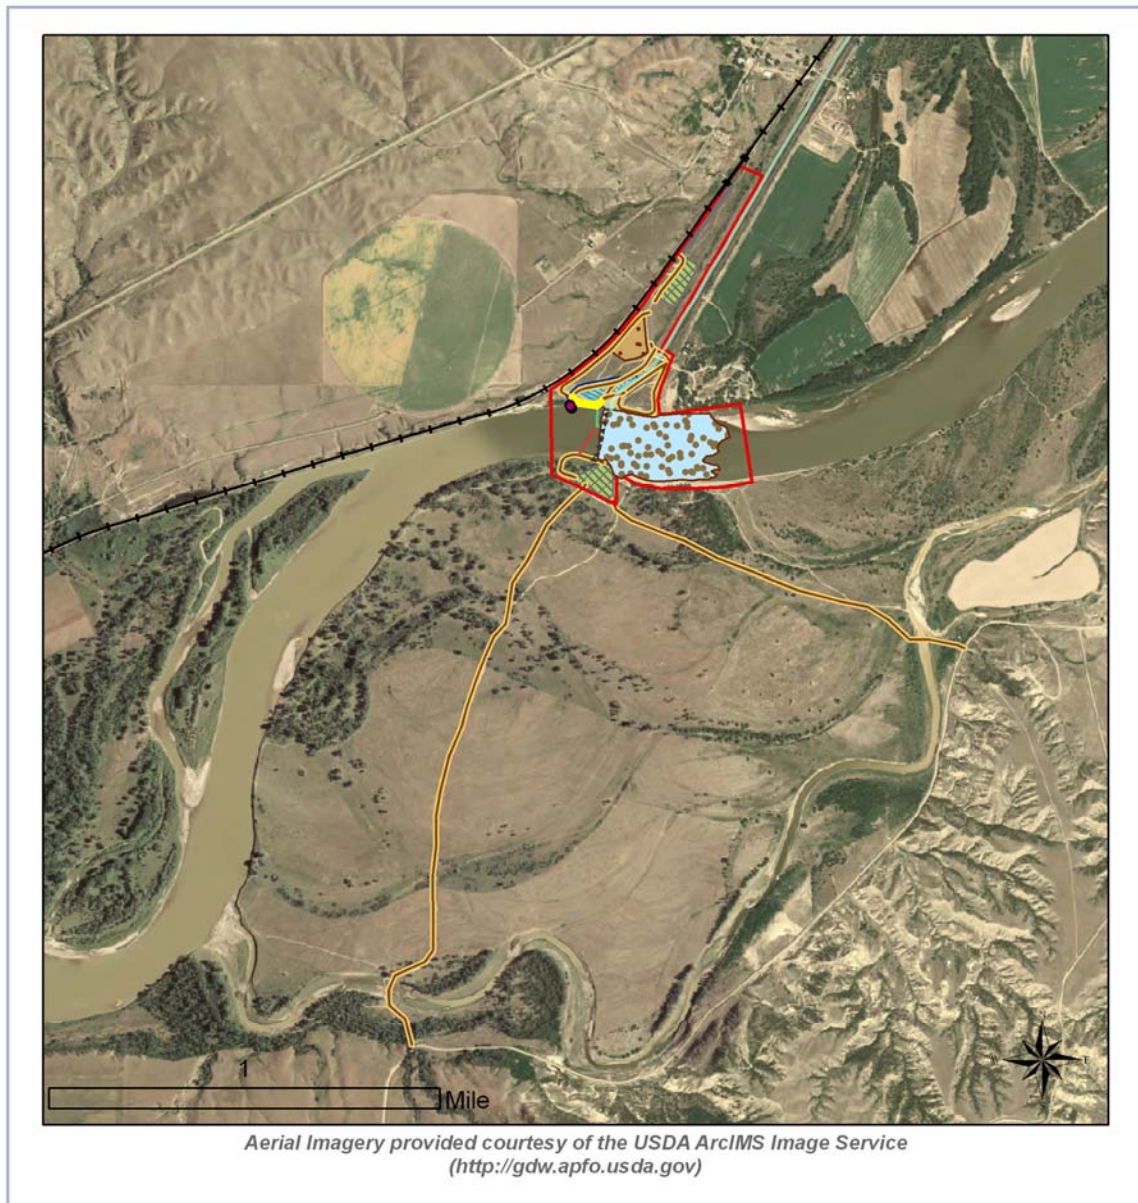 1
Mile
W
E
Aerial Imagery provided courtesy of the USDA ArcIMS Image Service
(http://gdw.apfo.usda.gov)